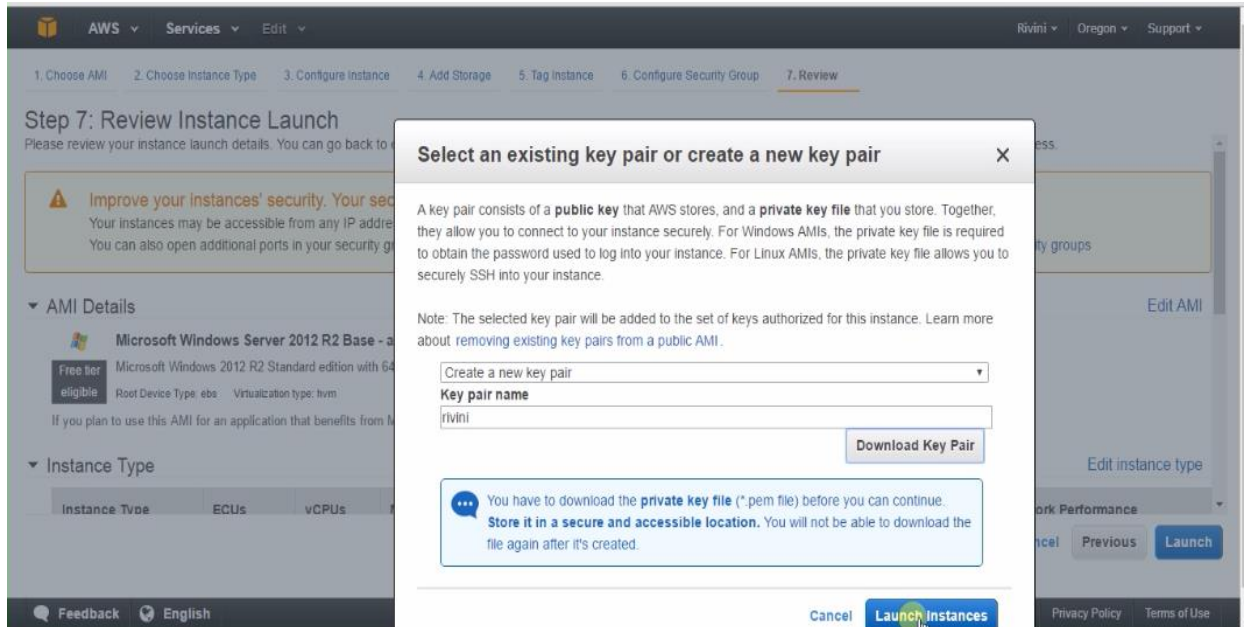 AWS Services Edit Rivini Oregon Support
1. Choose AMI 2. Choose Instance Type 3. Configure Instance 4. Add Storage 5. Tag Instance 6. Configure Security Group 7. Review
Step 7: Review Instance Launch
Please review your instance launch details. You can go back to
ess.
Improve your instances' security. Your sec
Your instances may be accessible from any IP addre
You can also open additional ports in your security gr
ity groups
AMI Details
Edit AMI
Microsoft Windows Server 2012 R2 Base - a
Free tier
eligible
Microsoft Windows 2012 R2 Standard edition with 64
Root Device Type: ebs Virtualization type: hvm
If you plan to use this AMI for an application that benefits from M
Instance Type
Edit instance type
Instance Type ECUs vCPUs
ork Performance
ncel Previous Launch
Select an existing key pair or create a new key pair
A key pair consists of a public key that AWS stores, and a private key file that you store. Together,
they allow you to connect to your instance securely. For Windows AMIs, the private key file is required
to obtain the password used to log into your instance. For Linux AMIs, the private key file allows you to
securely SSH into your instance.
Note: The selected key pair will be added to the set of keys authorized for this instance. Learn more
about removing existing key pairs from a public AMI.
Create a new key pair
Key pair name
rivini
Download Key Pair
You have to download the private key file (*.pem file) before you can continue.
Store it in a secure and accessible location. You will not be able to download the
file again after it's created.
Cancel Launch Instances
Feedback English Privacy Policy Terms of Use